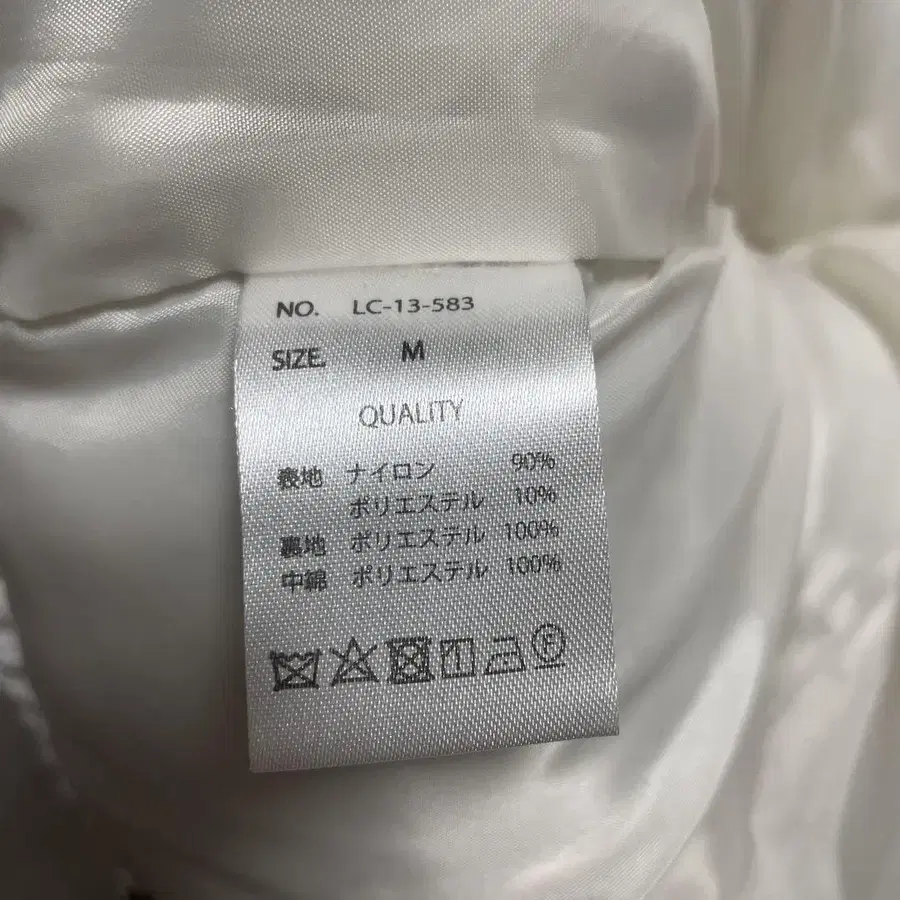 NO. LC-13-583
SIZE. M
QUALITY
表地 ナイロン 90%
ポリエステル 10%
裏地 ポリエステル 100%
中綿 ポリエステル 100%
F